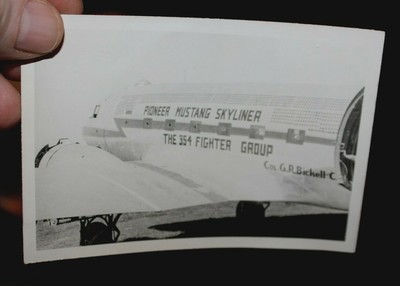 PIONEER MUSTANG SKYLINER
THE 354 FIGHTER GROUP
COL G.R. Bickell C.